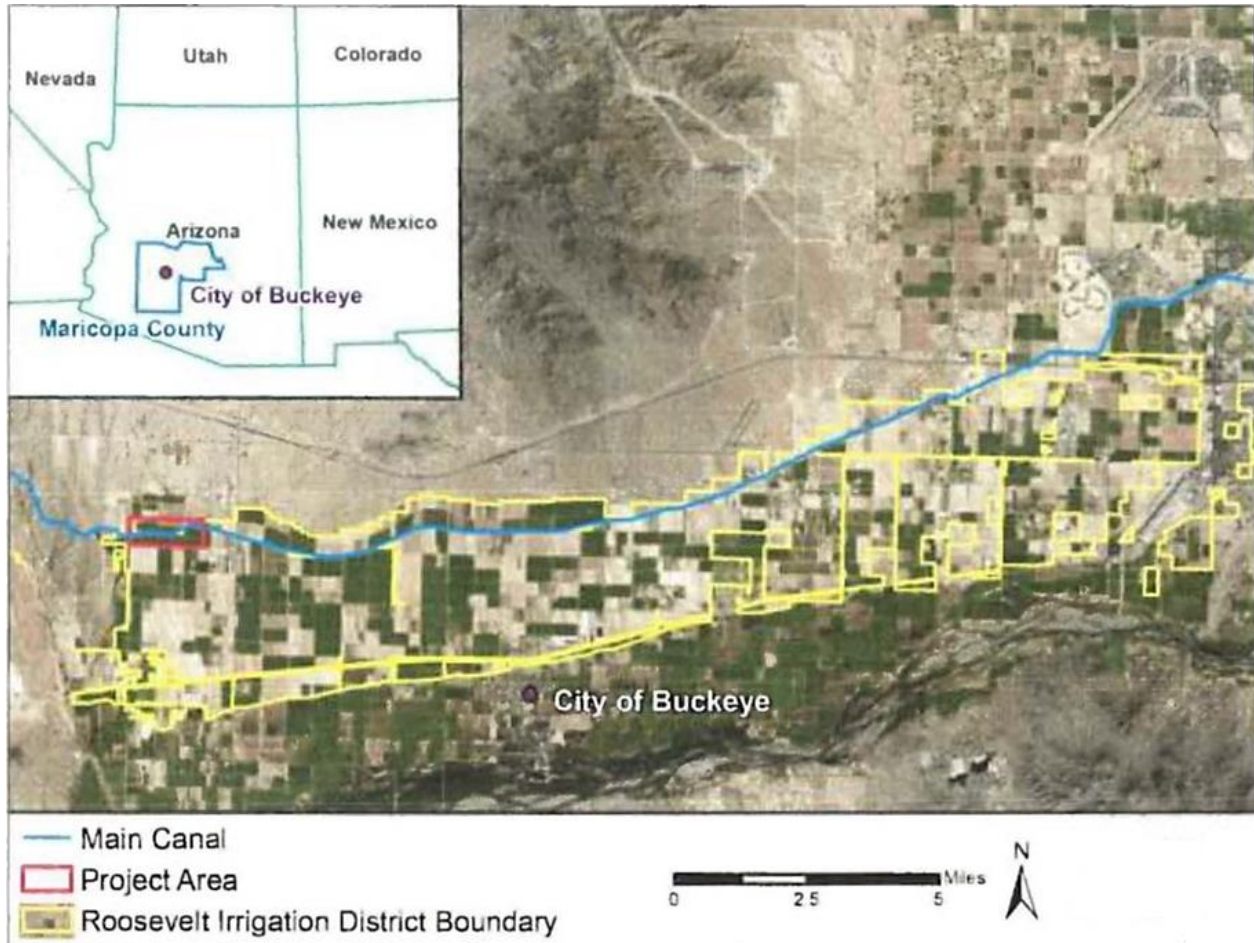 Utah
Colorado
Nevada
Arizona
New Mexico
City of Buckeye
Maricopa County
City of Buckeye
Main Canal
Project Area
Roosevelt Irrigation District Boundary
Miles
0 2.5 5
N